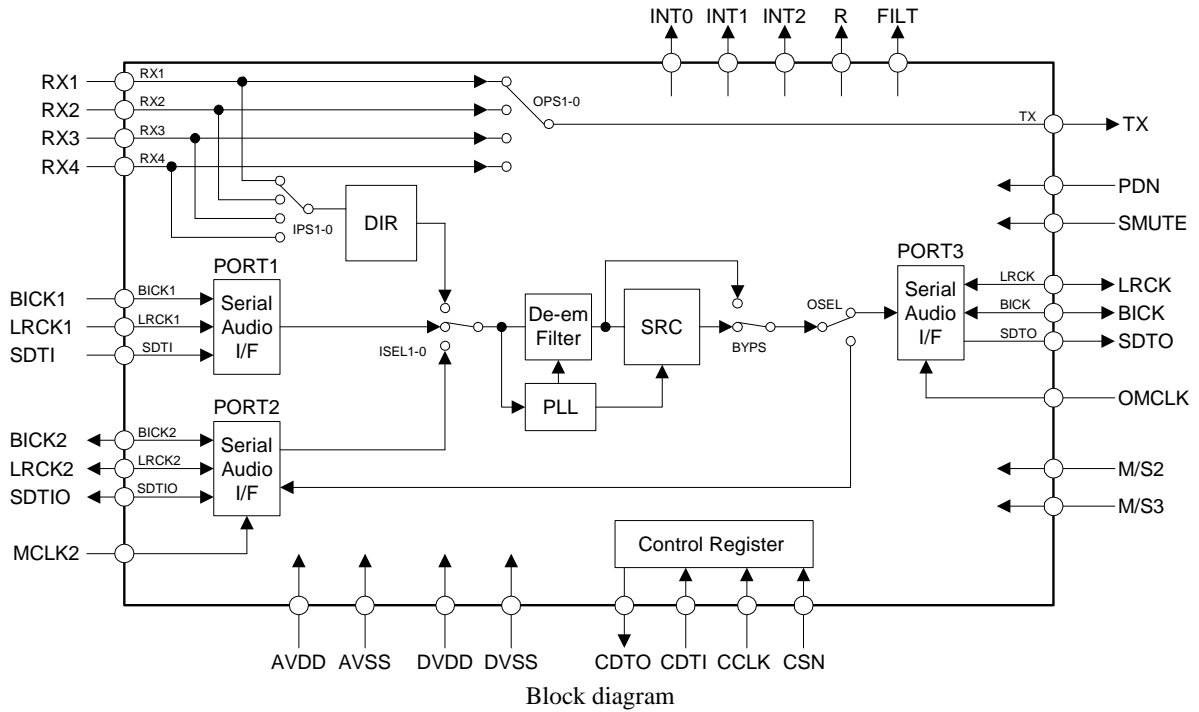 INT0 INT1 INT2 R FILT
RX1 RX1
RX2 RX2
RX3 RX3
RX4 RX4
OPS1-0
TX TX
IPS1-0
DIR
PDN
SMUTE
PORT1
BICK1 BICK1
LRCK1 LRCK1
SDTI SDTI
Serial
Audio
I/F
ISEL1-0
De-em
Filter
SRC
PLL
BYPS
OSEL
PORT3
Serial
Audio
I/F
LRCK LRCK
BICK BICK
SDTO SDTO
OMCLK
PORT2
BICK2 BICK2
LRCK2 LRCK2
SDTIO SDTIO
Serial
Audio
I/F
MCLK2
M/S2
M/S3
Control Register
AVDD AVSS DVDD DVSS CDTO CDTI CCLK CSN
Block diagram